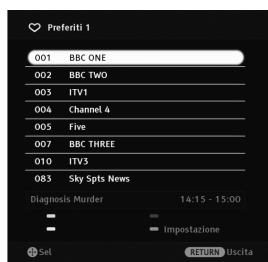 Preferiti 1
001 BBC ONE
002 BBC TWO
003 ITV1
004 Channel 4
005 Five
007 BBC THREE
010 ITV3
083 Sky Spts News
Diagnosis Murder 14:15 - 15:00
Impostazione
Sel RETURN Uscita